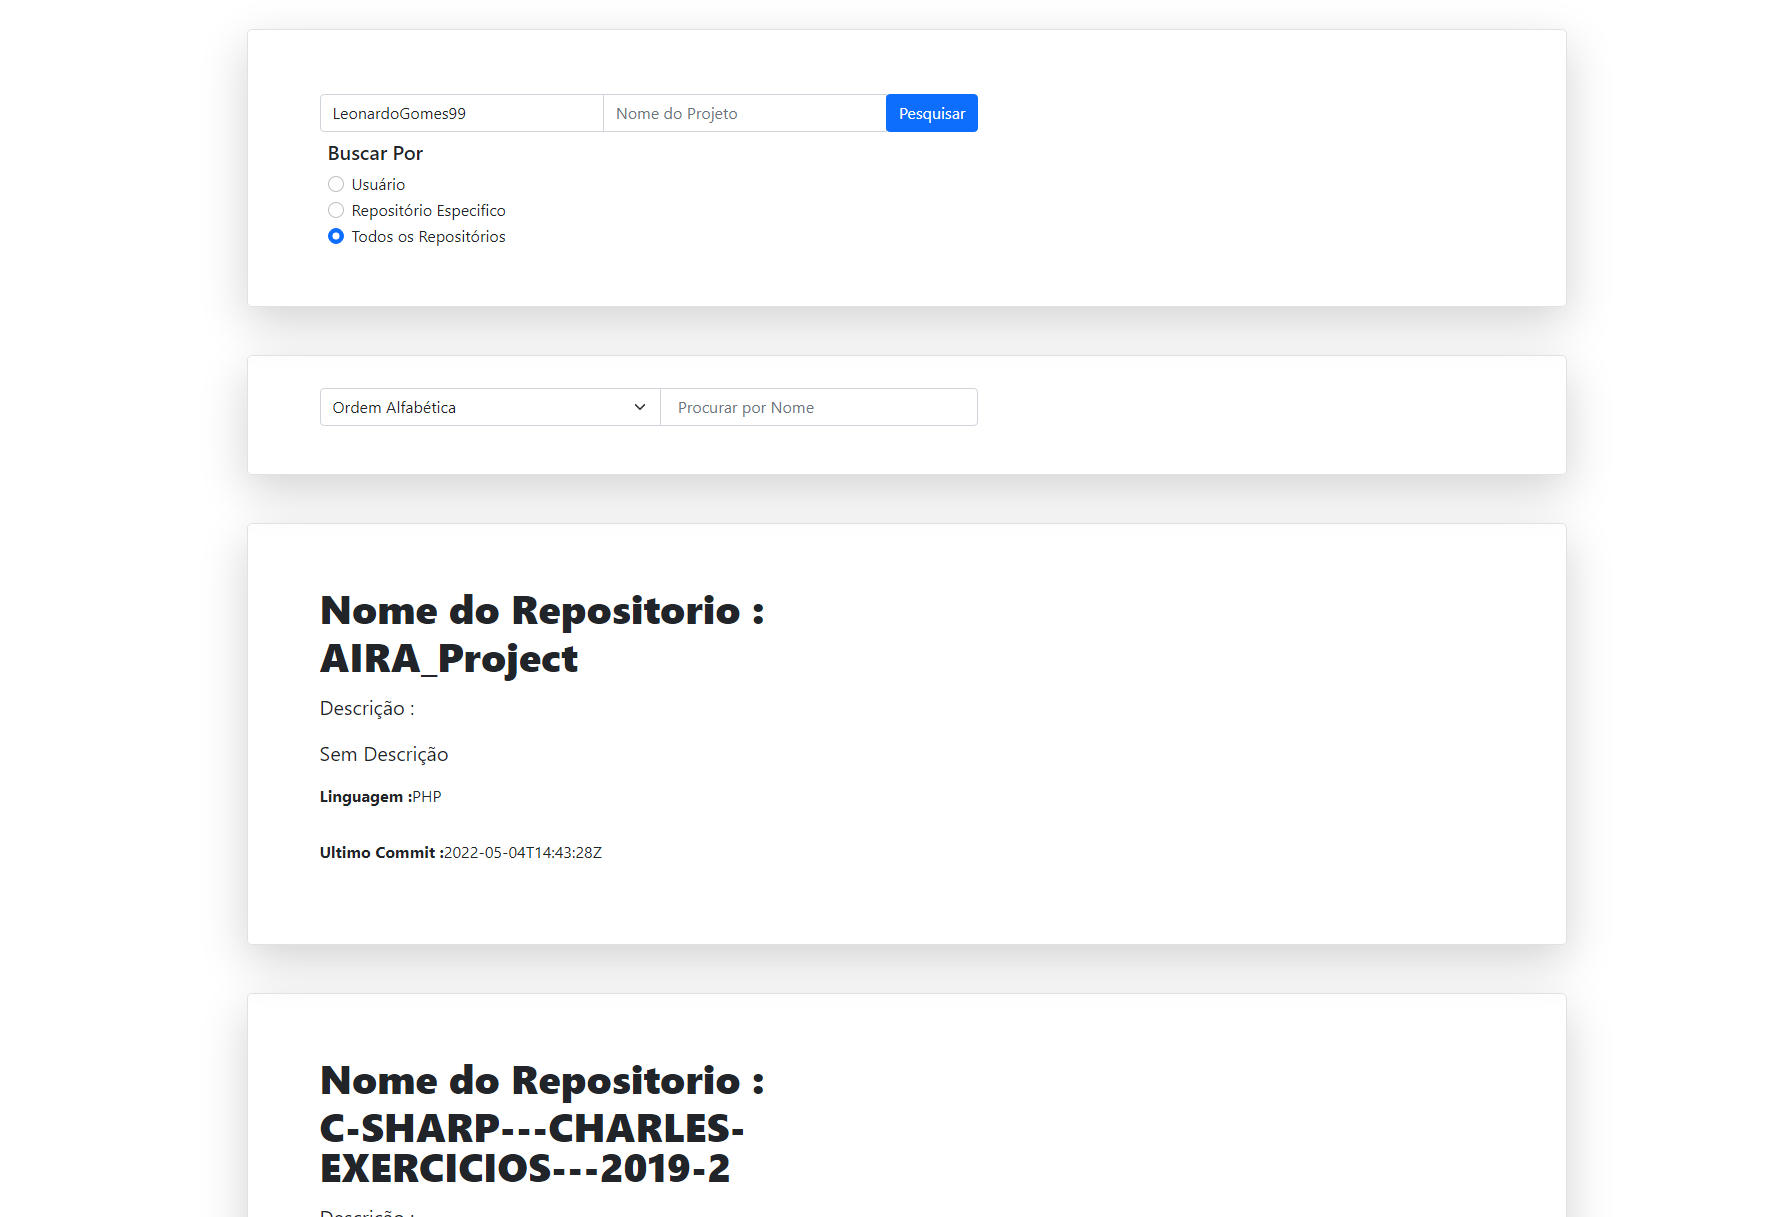 LeonardoGomes99 Nome do Projeto Pesquisar
Buscar Por
Usuário
Repositório Especifico
Todos os Repositórios
Ordem Alfabética Procurar por Nome
Nome do Repositorio :
AIRA_Project
Descrição :
Sem Descrição
Linguagem :PHP
Ultimo Commit :2022-05-04T14:43:28Z
Nome do Repositorio :
C-SHARP---CHARLES-
EXERCICIOS---2019-2
Descrição :